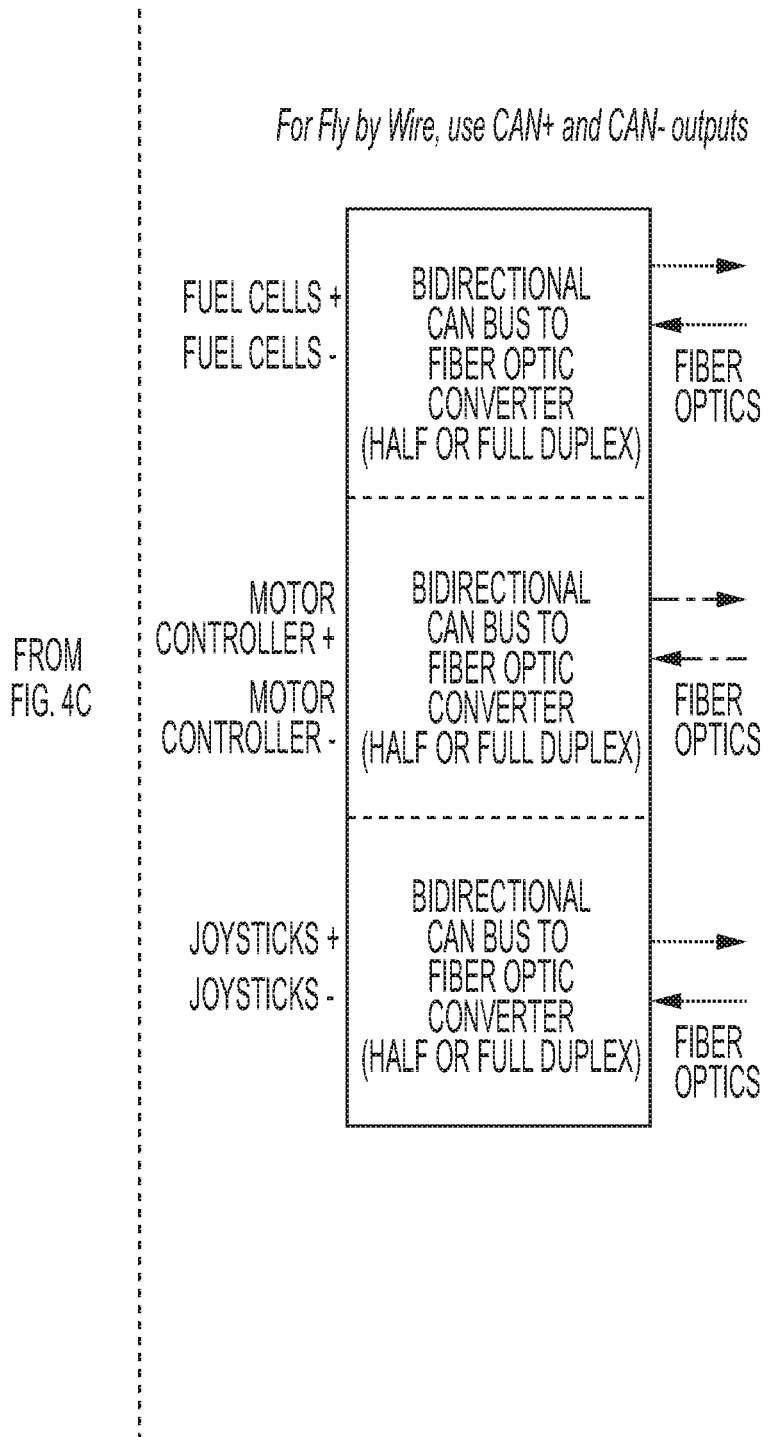 For Fly by Wire, use CAN+ and CAN- outputs
FUEL CELLS +
FUEL CELLS -
BIDIRECTIONAL
CAN BUS TO
FIBER OPTIC
CONVERTER
(HALF OR FULL DUPLEX)
FIBER
OPTICS
FROM
FIG. 4C
MOTOR
CONTROLLER +
MOTOR
CONTROLLER -
BIDIRECTIONAL
CAN BUS TO
FIBER OPTIC
CONVERTER
(HALF OR FULL DUPLEX)
FIBER
OPTICS
JOYSTICKS +
JOYSTICKS -
BIDIRECTIONAL
CAN BUS TO
FIBER OPTIC
CONVERTER
(HALF OR FULL DUPLEX)
FIBER
OPTICS